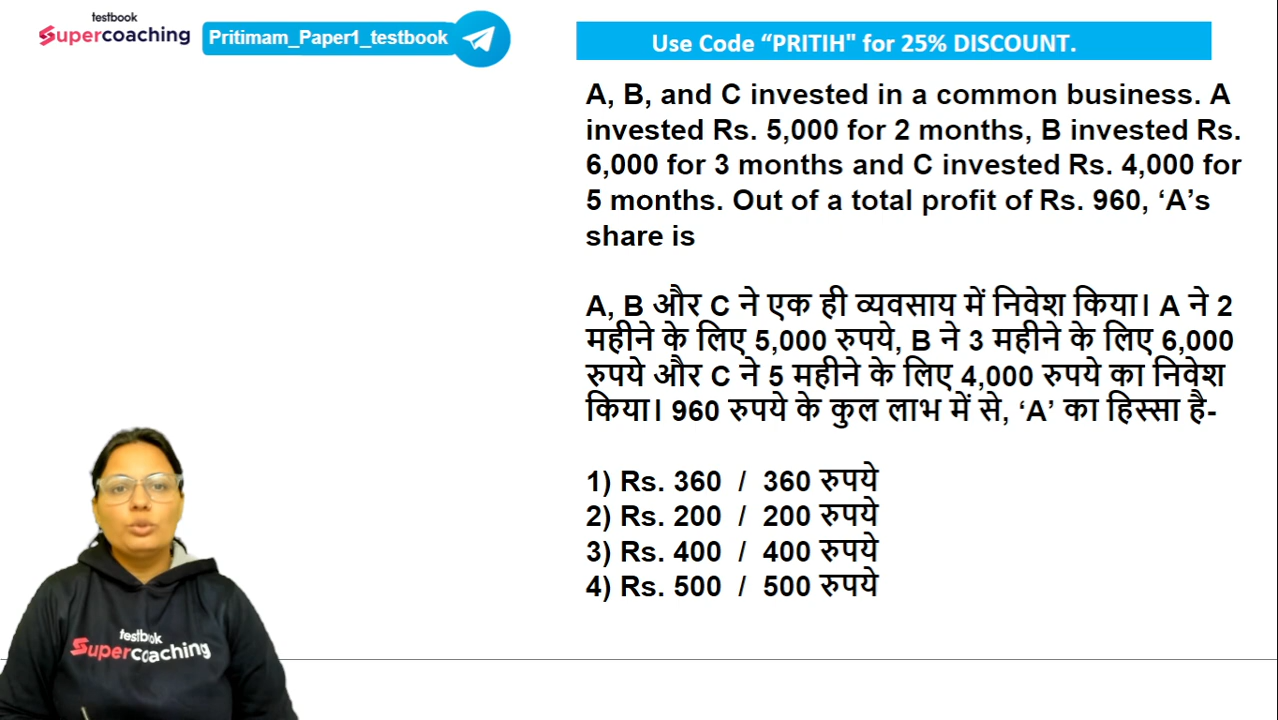 testbook
Supercoaching
Pritimam_Paper1_testbook
Use Code “PRITIH" for 25% DISCOUNT.
A, B, and C invested in a common business. A
invested Rs. 5,000 for 2 months, B invested Rs.
6,000 for 3 months and C invested Rs. 4,000 for
5 months. Out of a total profit of Rs. 960, ‘A’s
share is
A, B और C ने एक ही व्यवसाय में निवेश किया। A ने 2
महीने के लिए 5,000 रुपये, B ने 3 महीने के लिए 6,000
रुपये और C ने 5 महीने के लिए 4,000 रुपये का निवेश
किया। 960 रुपये के कुल लाभ में से, ‘A’ का हिस्सा है-
1) Rs. 360 / 360 रुपये
2) Rs. 200 / 200 रुपये
3) Rs. 400 / 400 रुपये
4) Rs. 500 / 500 रुपये
testbook
Supercoaching